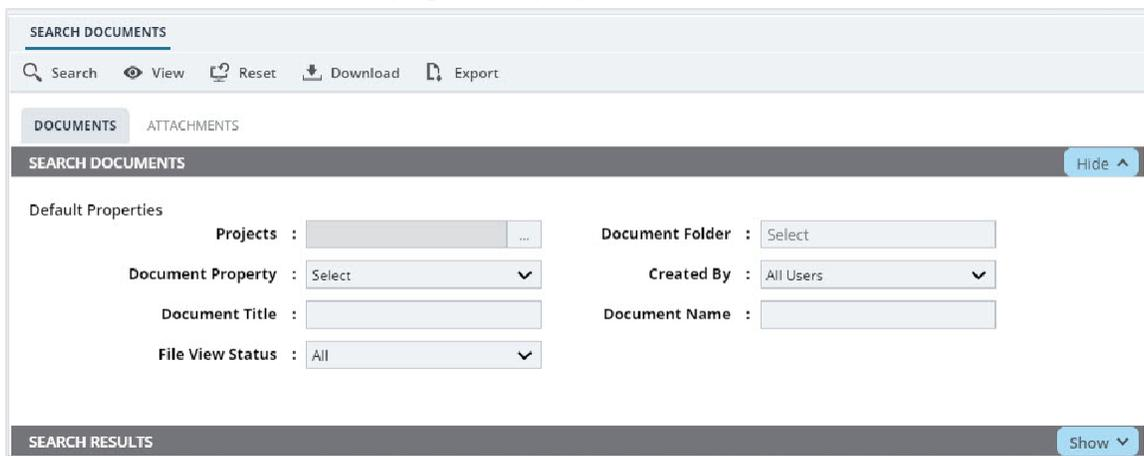 SEARCH DOCUMENTS
Search View Reset Download Export
DOCUMENTS ATTACHMENTS
SEARCH DOCUMENTS Hide
Default Properties
Projects : ... Document Folder : Select
Document Property : Select Created By : All Users
Document Title : Document Name :
File View Status : All
SEARCH RESULTS Show